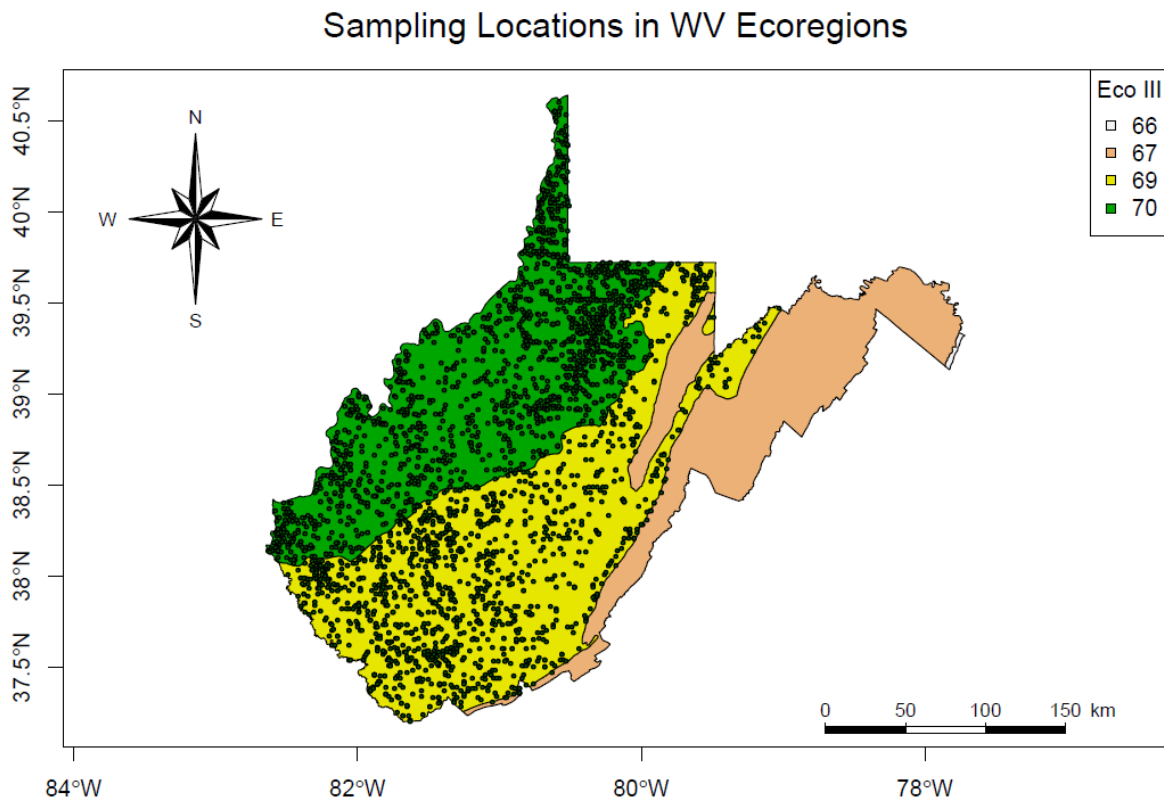 Sampling Locations in WV Ecoregions
Eco III
66
67
69
70
N
W E
S
40.5°N
40°N
39.5°N
39°N
38.5°N
38°N
37.5°N
0 50 100 150 km
84°W 82°W 80°W 78°W